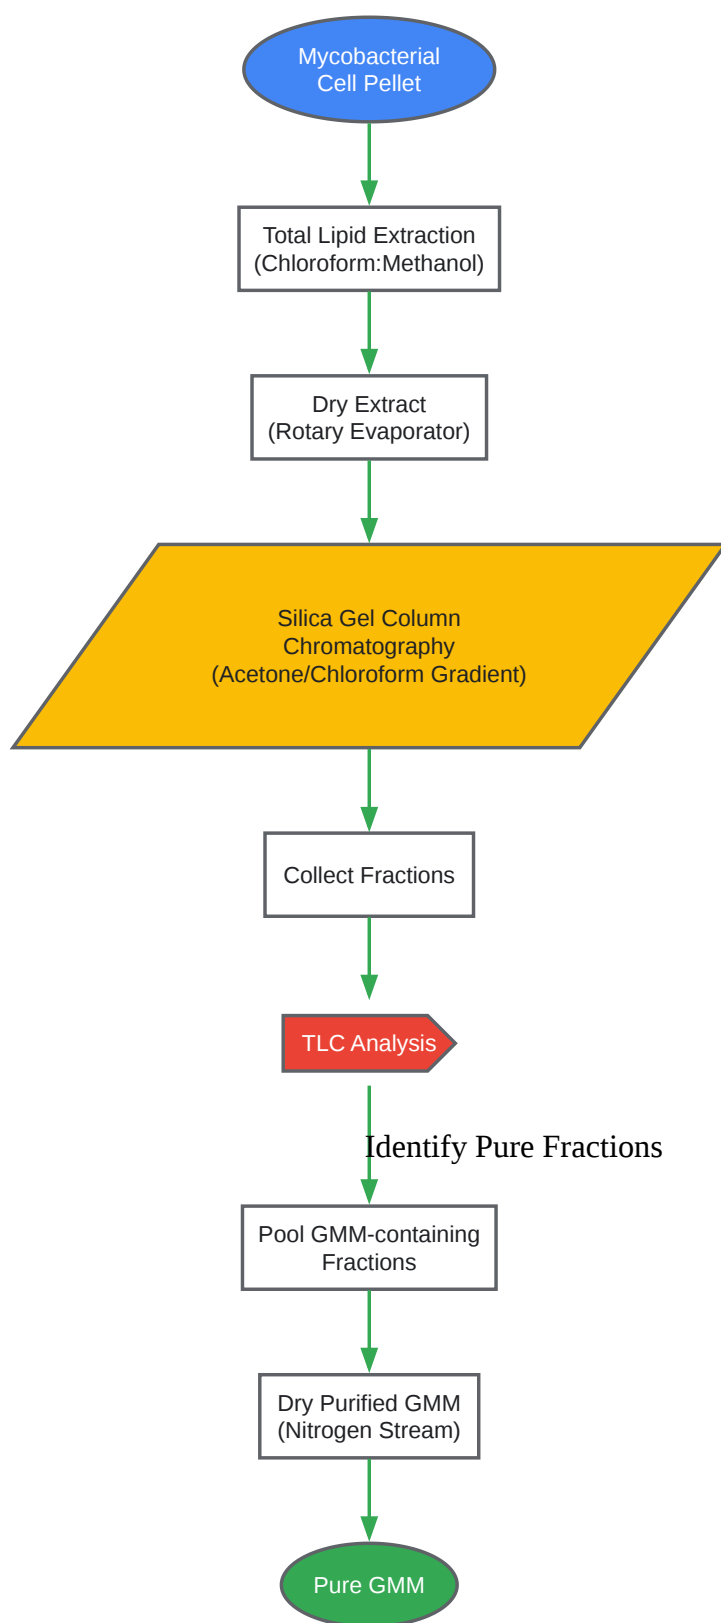 Mycobacterial
Cell Pellet
Total Lipid Extraction
(Chloroform:Methanol)
Dry Extract
(Rotary Evaporator)
Silica Gel Column
Chromatography
(Acetone/Chloroform Gradient)
Collect Fractions
TLC Analysis
Identify Pure Fractions
Pool GMM-containing
Fractions
Dry Purified GMM
(Nitrogen Stream)
Pure GMM